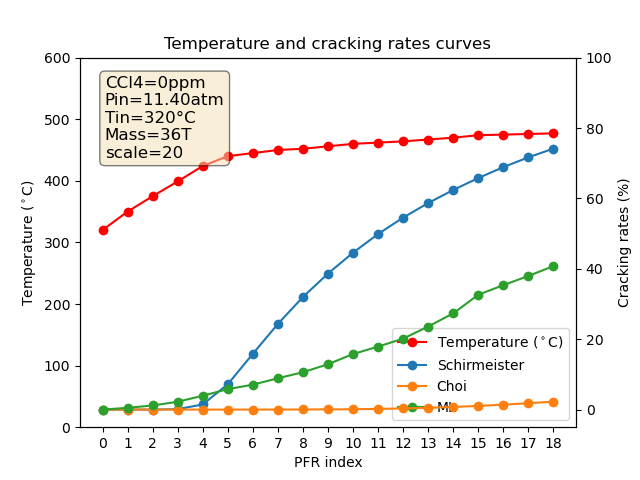 Temperature and cracking rates curves
CCl4=0ppm
Pin=11.40atm
Tin=320°C
Mass=36T
scale=20
Temperature (°C)
600
500
400
300
200
100
0
Cracking rates (%)
100
80
60
40
20
0
Temperature (°C)
Schirmeister
Choi
ML
0 1 2 3 4 5 6 7 8 9 10 11 12 13 14 15 16 17 18
PFR index